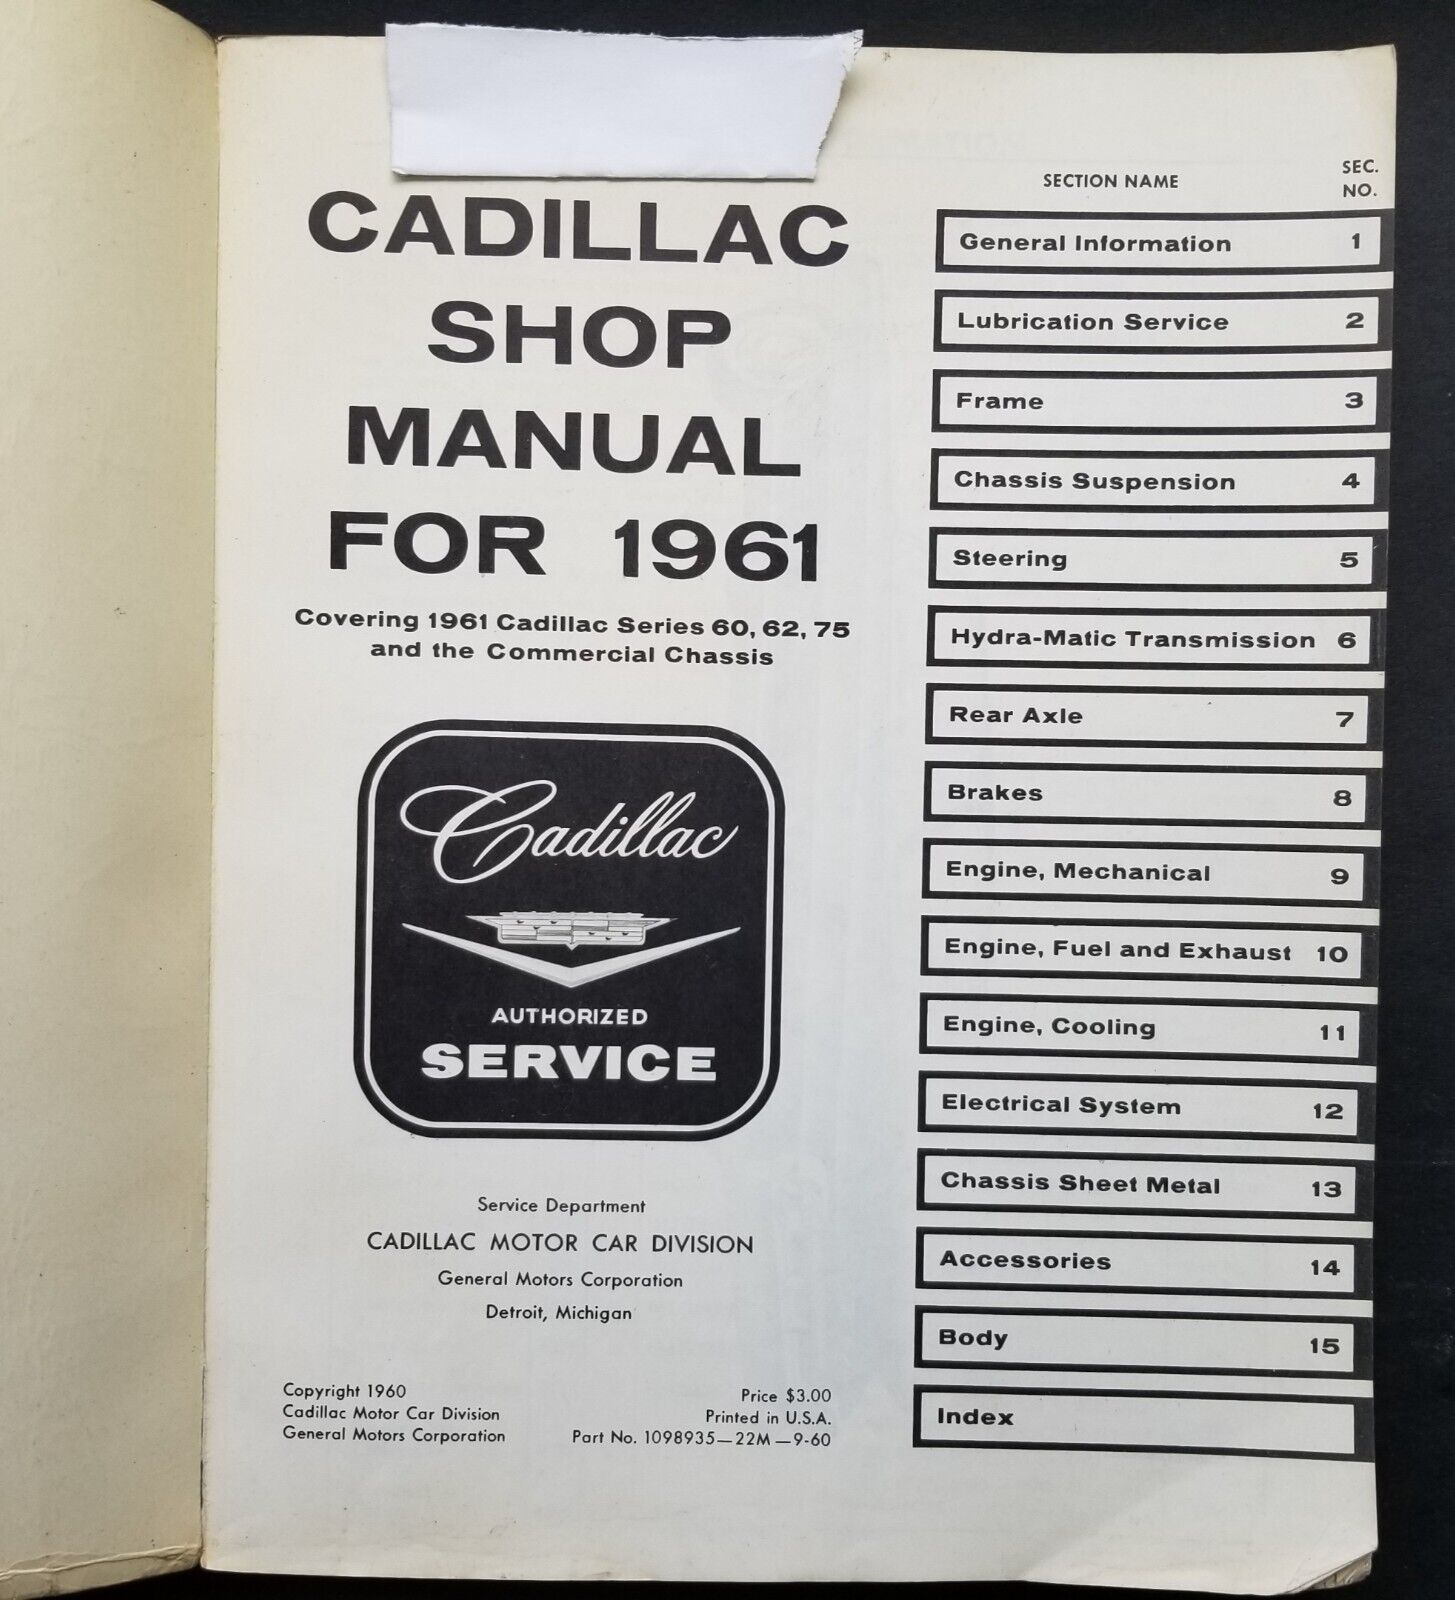 CADILLAC
SHOP
MANUAL
FOR 1961
Covering 1961 Cadillac Series 60, 62, 75
and the Commercial Chassis
Cadillac
AUTHORIZED
SERVICE
Service Department
CADILLAC MOTOR CAR DIVISION
General Motors Corporation
Detroit, Michigan
Copyright 1960
Cadillac Motor Car Division
General Motors Corporation
Price $3.00
Printed in U.S.A.
Part No. 1098935—22M—9-60
SECTION NAME SEC. NO.
General Information 1
Lubrication Service 2
Frame 3
Chassis Suspension 4
Steering 5
Hydra-Matic Transmission 6
Rear Axle 7
Brakes 8
Engine, Mechanical 9
Engine, Fuel and Exhaust 10
Engine, Cooling 11
Electrical System 12
Chassis Sheet Metal 13
Accessories 14
Body 15
Index